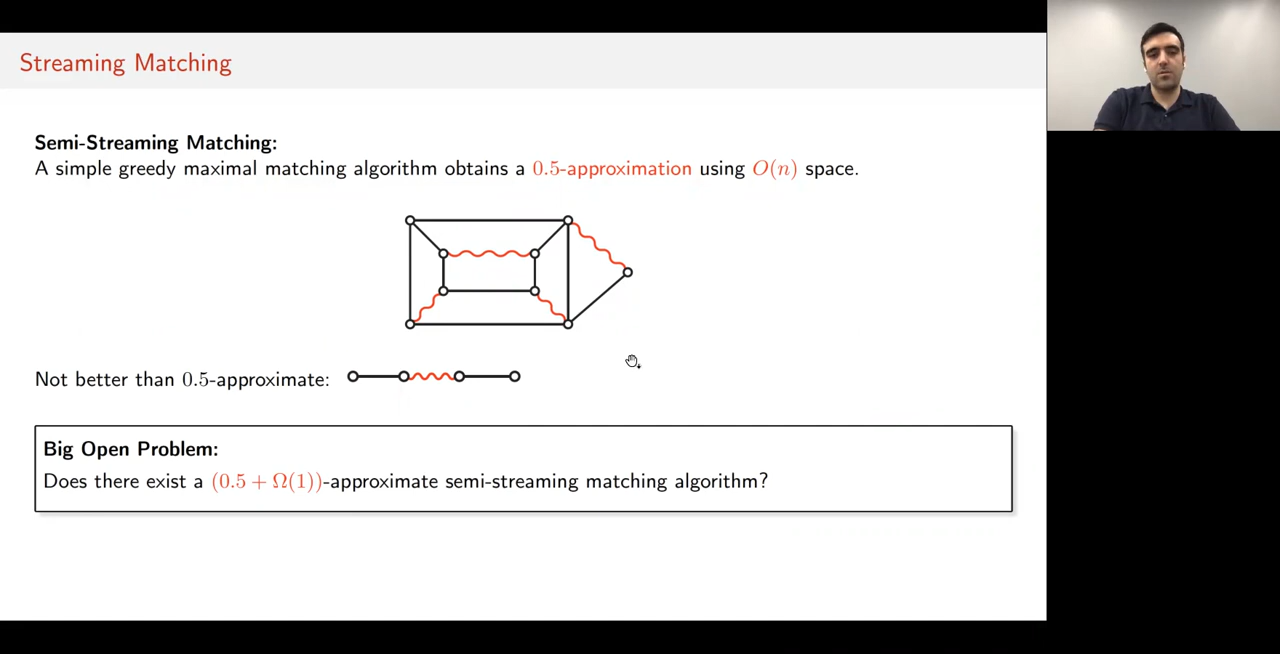 Streaming Matching
Semi-Streaming Matching:
A simple greedy maximal matching algorithm obtains a 0.5-approximation using O(n) space.
Not better than 0.5-approximate:
Big Open Problem:
Does there exist a (0.5 + Ω(1))-approximate semi-streaming matching algorithm?